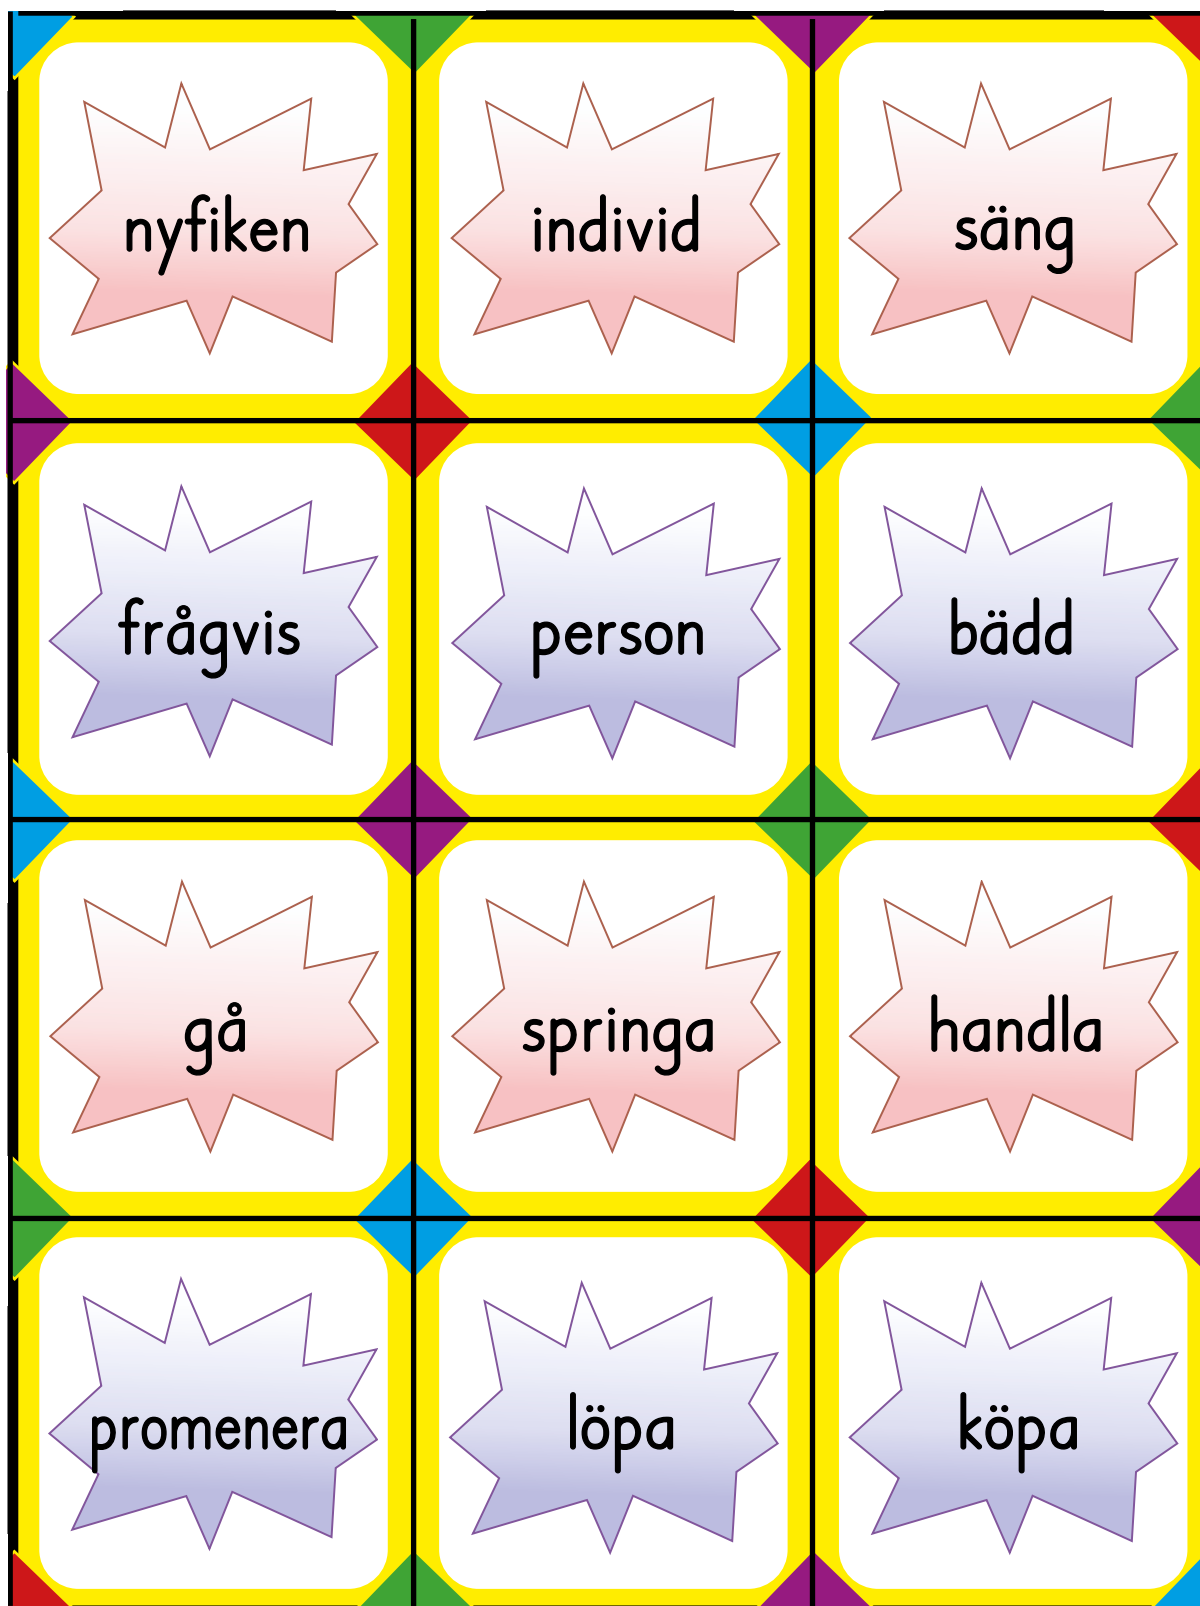 nyfiken
individ
säng
frågvis
person
bädd
gå
springa
handla
promenera
löpa
köpa